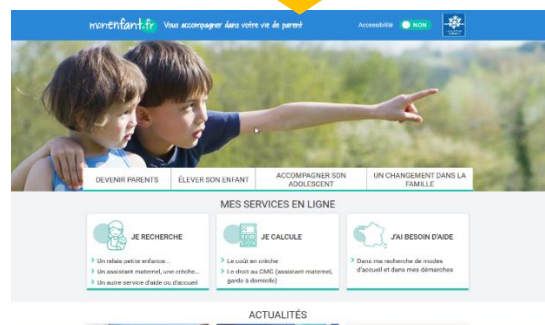 monenfant.fr Vous accompagner dans votre vie de parent Accessibilité NON
DEVENIR PARENTS
ÉLEVER SON ENFANT
ACCOMPAGNER SON
ADOLESCENT
UN CHANGEMENT DANS LA
FAMILLE
MES SERVICES EN LIGNE
JE RECHERCHE
Un relais petite enfance...
Un assistant maternel, une crèche...
Un autre service d'aide ou d'accueil
JE CALCULE
Le coût en crèche
Le droit au CMG (assistant maternel,
garde à domicile)
J'AI BESOIN D'AIDE
Dans ma recherche de modes
d'accueil et dans mes démarches
ACTUALITÉS